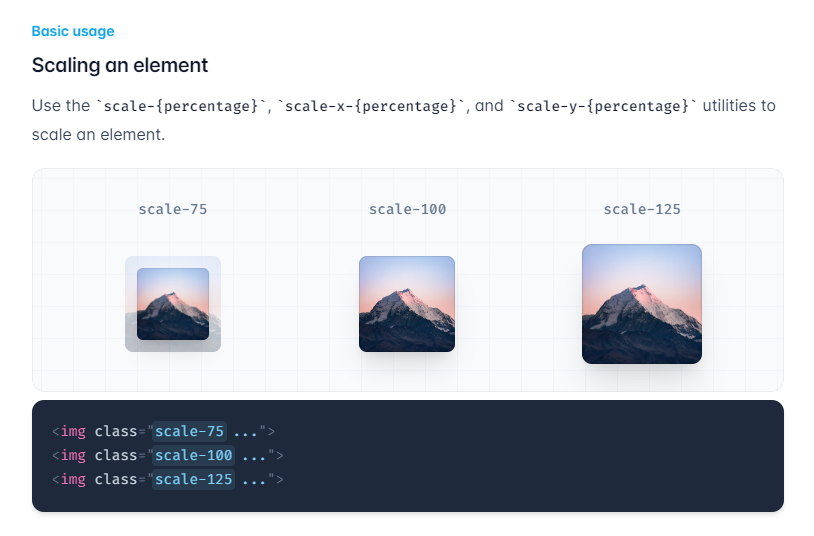 Basic usage
Scaling an element
Use the `scale-{percentage}`, `scale-x-{percentage}`, and `scale-y-{percentage}` utilities to
scale an element.
scale-75
scale-100
scale-125
<img class="scale-75 ...">
<img class="scale-100 ...">
<img class="scale-125 ...">